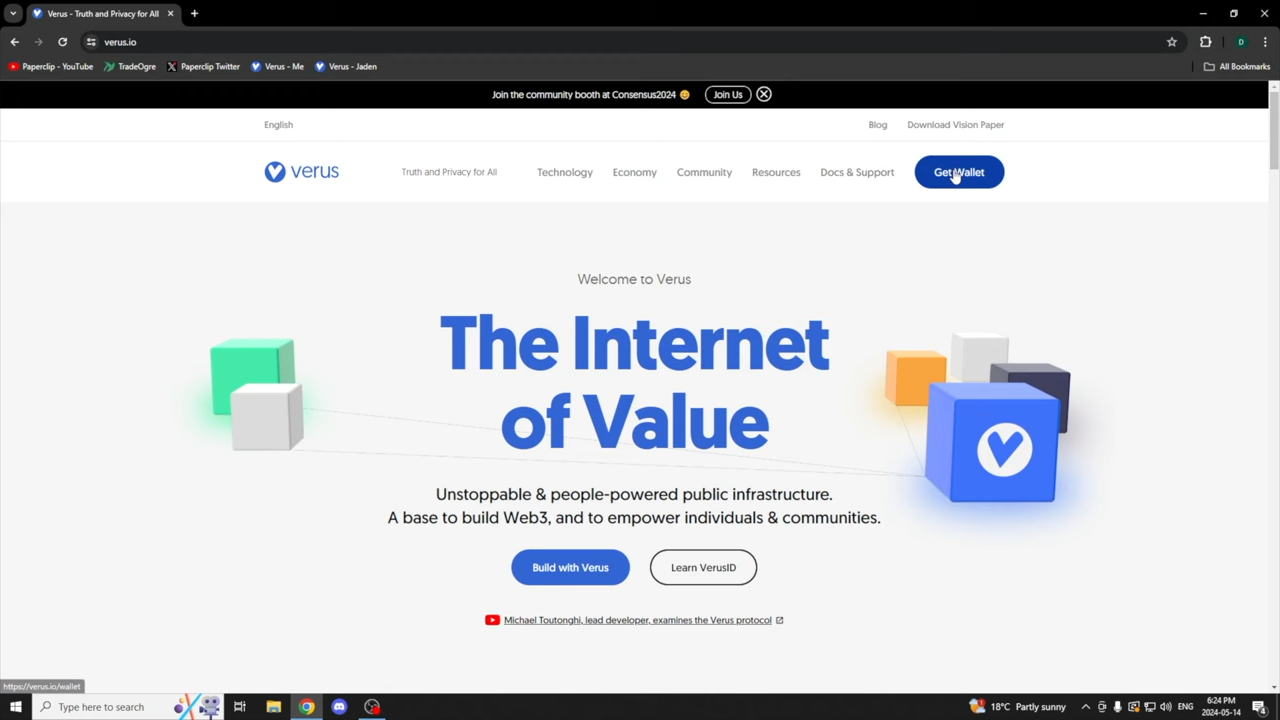 Verus - Truth and Privacy for All
verus.io
D
Paperclip - YouTube
TradeOgre
Paperclip Twitter
Verus - Me
Verus - Jaden
All Bookmarks
Join the community booth at Consensus2024 😊
Join Us
English
Blog
Download Vision Paper
verus
Truth and Privacy for All
Technology
Economy
Community
Resources
Docs & Support
Get Wallet
Welcome to Verus
The Internet
of Value
Unstoppable & people-powered public infrastructure.
A base to build Web3, and to empower individuals & communities.
Build with Verus
Learn VerusID
Michael Toutonghi, lead developer, examines the Verus protocol
https://verus.io/wallet
Type here to search
18°C Partly sunny
ENG
6:24 PM
2024-05-14
4